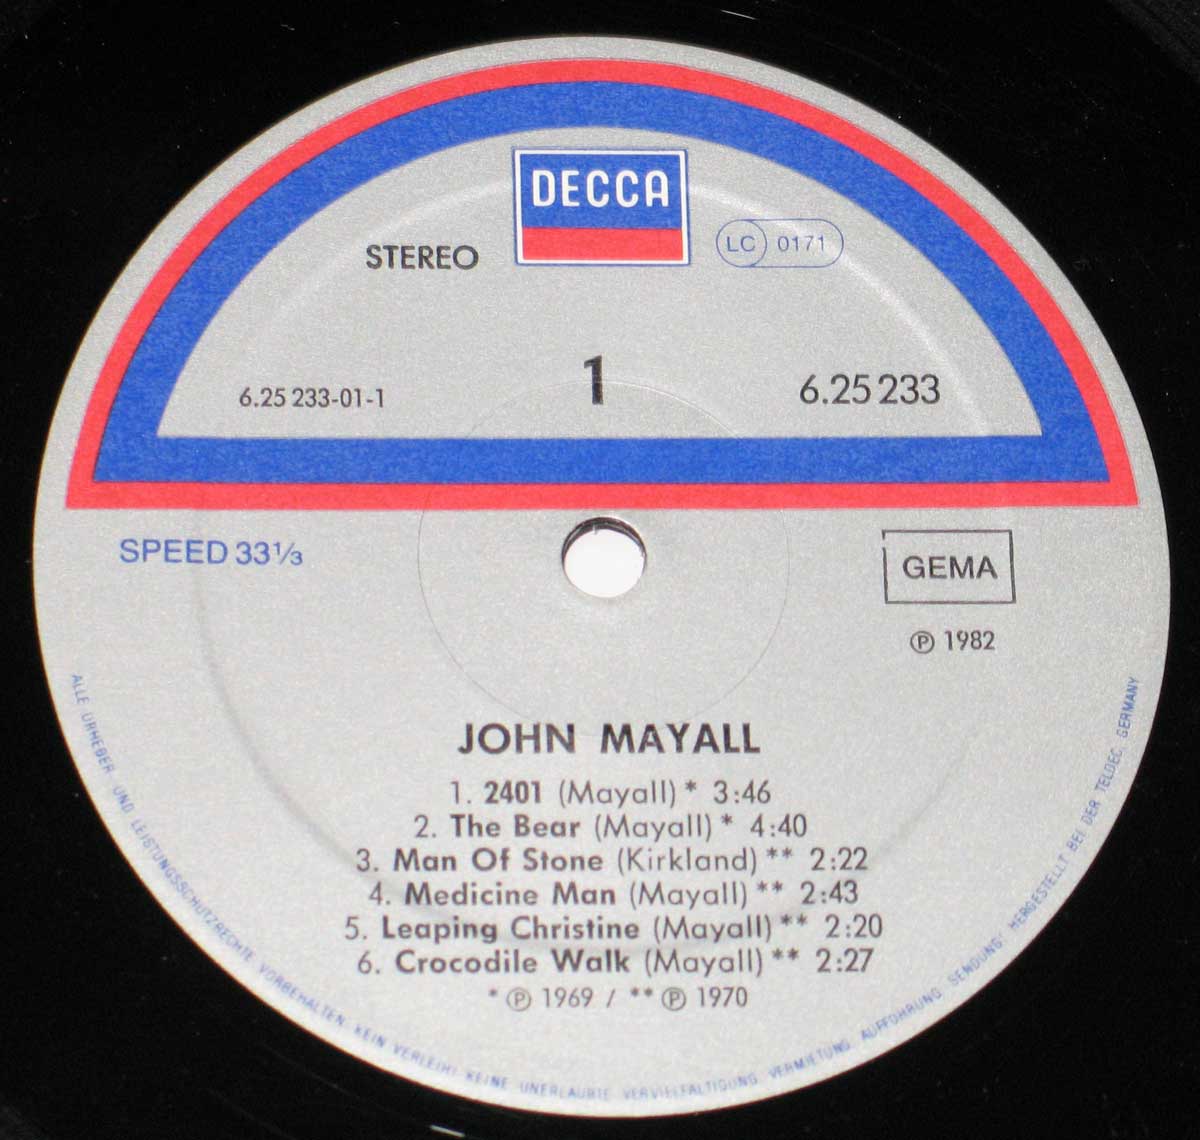 DECCA
STEREO
LC 0171
1
6.25 233-01-1
6.25 233
SPEED 33⅓
GEMA
℗ 1982
JOHN MAYALL
1. 2401 (Mayall) * 3:46
2. The Bear (Mayall) * 4:40
3. Man Of Stone (Kirkland) ** 2:22
4. Medicine Man (Mayall) ** 2:43
5. Leaping Christine (Mayall) ** 2:20
6. Crocodile Walk (Mayall) ** 2:27
* ℗ 1969 / ** ℗ 1970
ALLE URHEBER UND LEISTUNGSSCHUTZRECHTE VORBEHALTEN. KEIN VERLEIH! KEINE UNERLAUBTE VERVIELFÄLTIGUNG, VERMIETUNG, AUFFÜHRUNG, SENDUNG! HERGESTELLT BEI DER TELDEC, GERMANY